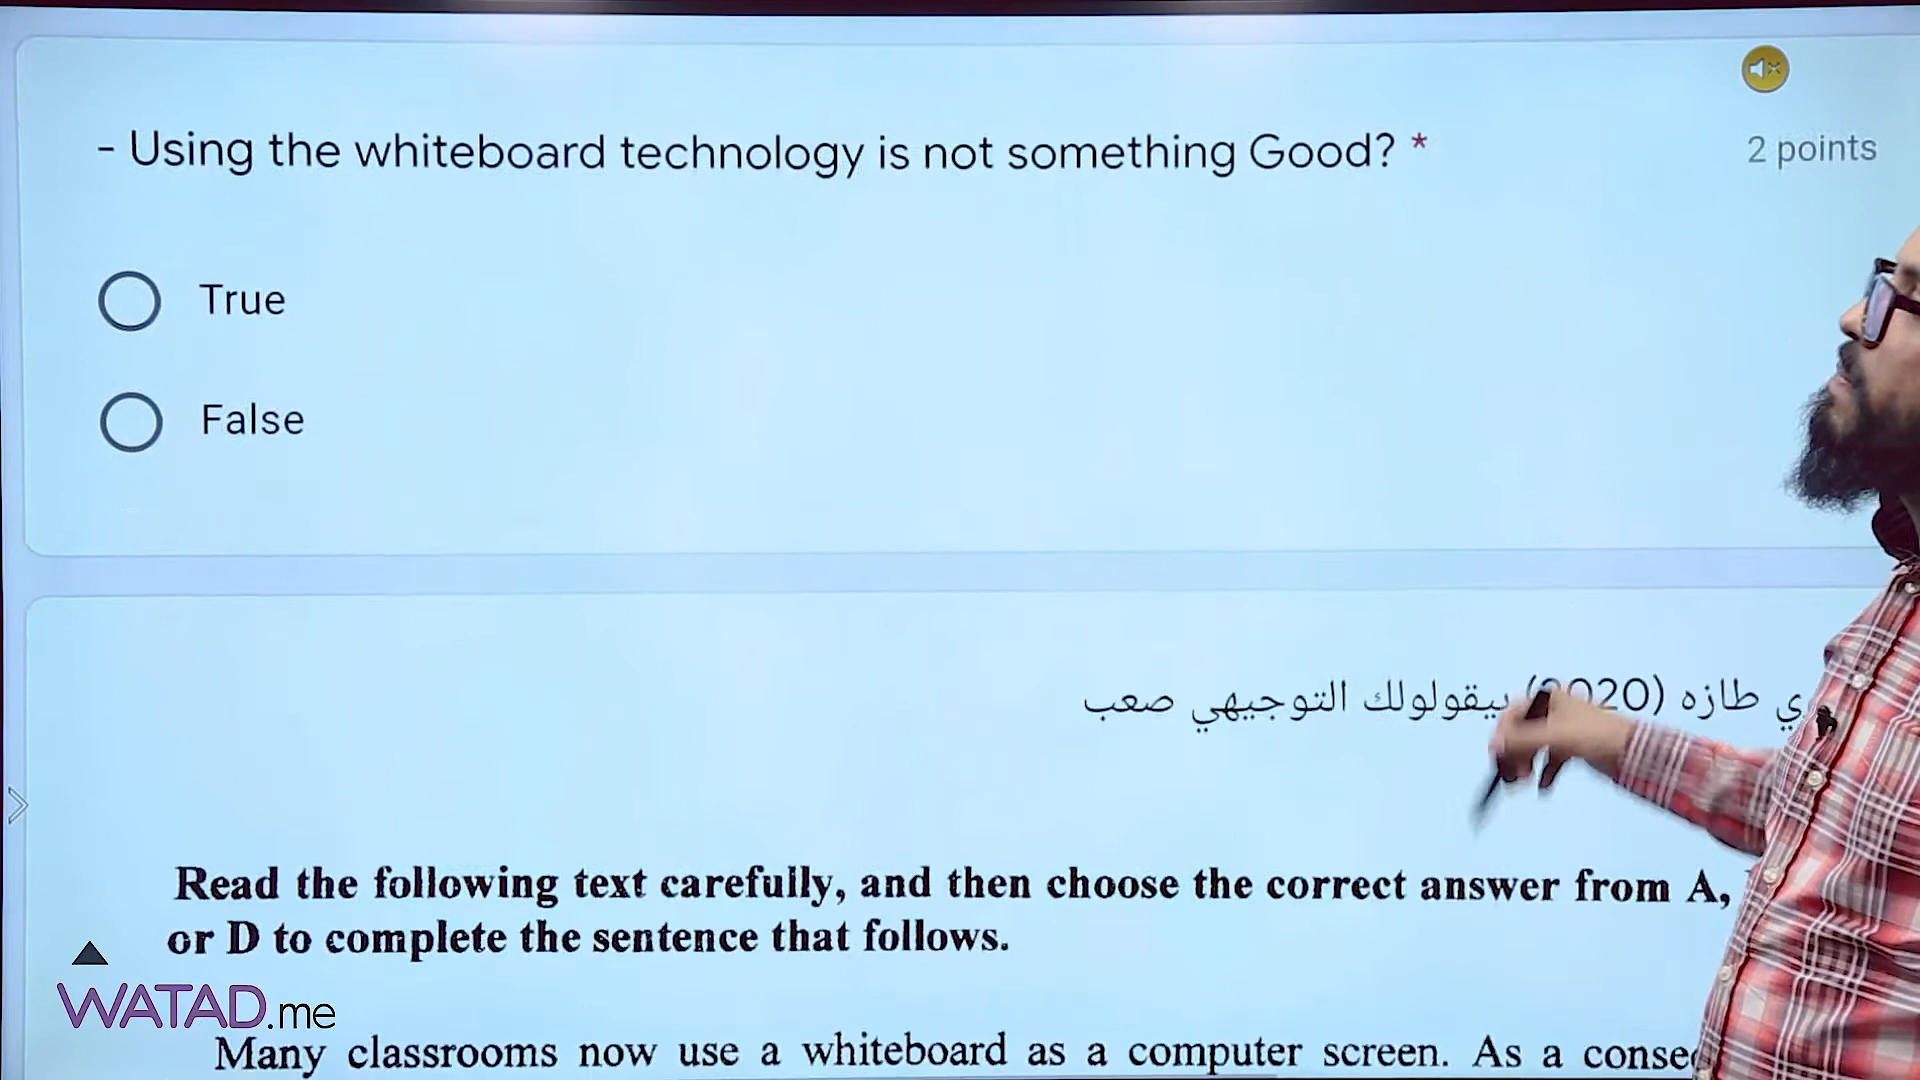 - Using the whiteboard technology is not something Good? *
2 points
True
False
طازه (2020) بيقولولك التوجيهي صعب
Read the following text carefully, and then choose the correct answer from A,
or D to complete the sentence that follows.
WATAD.me
Many classrooms now use a whiteboard as a computer screen. As a